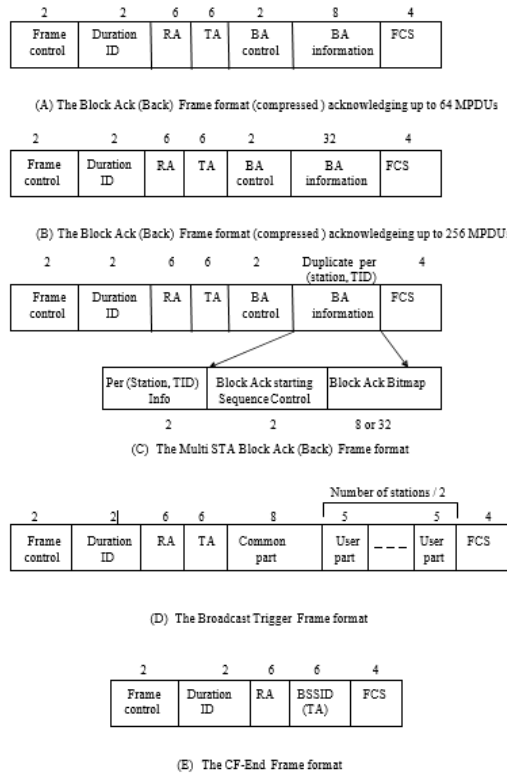 2 2 6 6 2 8 4
Frame control Duration ID RA TA BA control BA information FCS
(A) The Block Ack (Back) Frame format (compressed ) acknowledging up to 64 MPDUs
2 2 6 6 2 32 4
Frame control Duration ID RA TA BA control BA information FCS
(B) The Block Ack (Back) Frame format (compressed ) acknowledgeing up to 256 MPDUs
2 2 6 6 2 Duplicate per (station, TID) 4
Frame control Duration ID RA TA BA control BA information FCS
Per (Station, TID) Info Block Ack starting Sequence Control Block Ack Bitmap
2 2 8 or 32
(C) The Multi STA Block Ack (Back) Frame format
Number of stations / 2
2 2 6 6 8 5 5 4
Frame control Duration ID RA TA Common part User part _ _ _ User part FCS
(D) The Broadcast Trigger Frame format
2 2 6 6 4
Frame control Duration ID RA BSSID (TA) FCS
(E) The CF-End Frame format